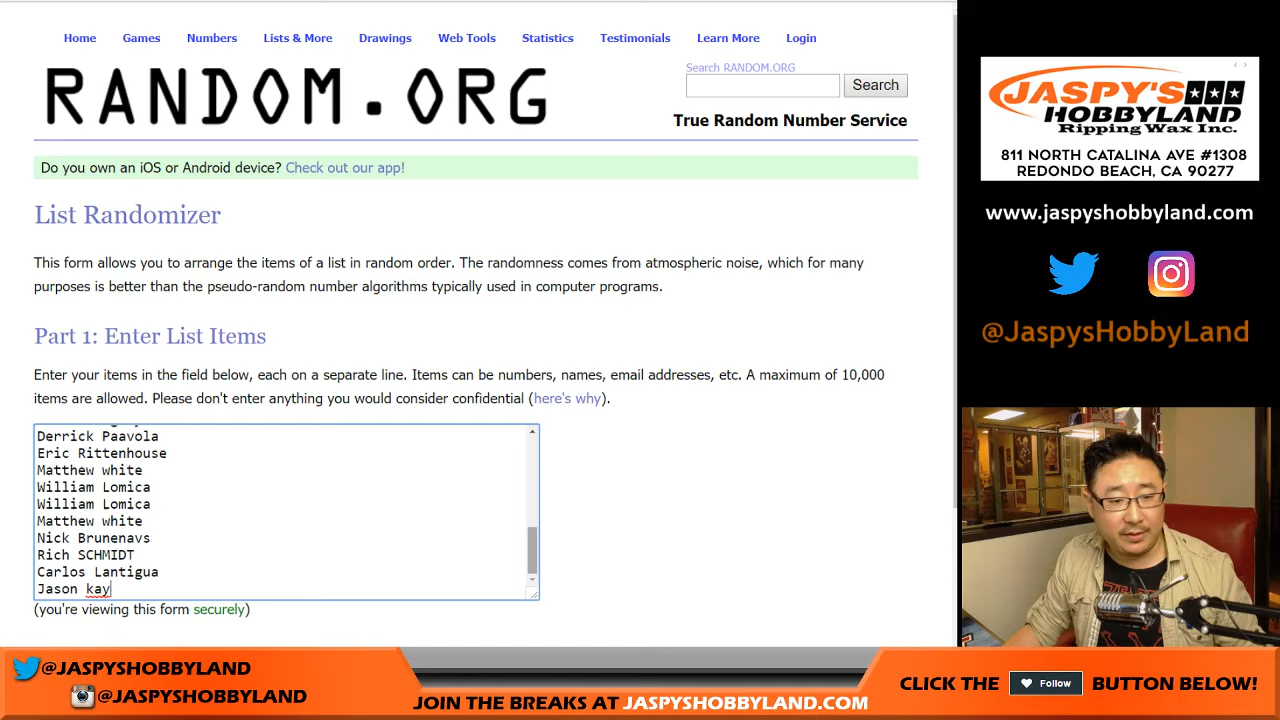 Home Games Numbers Lists & More Drawings Web Tools Statistics Testimonials Learn More Login
RANDOM.ORG
Search RANDOM.ORG
Search
True Random Number Service
Do you own an iOS or Android device? Check out our app!
List Randomizer
This form allows you to arrange the items of a list in random order. The randomness comes from atmospheric noise, which for many
purposes is better than the pseudo-random number algorithms typically used in computer programs.
Part 1: Enter List Items
Enter your items in the field below, each on a separate line. Items can be numbers, names, email addresses, etc. A maximum of 10,000
items are allowed. Please don't enter anything you would consider confidential (here's why).
Derrick Paavola
Eric Rittenhouse
Matthew white
William Lomica
William Lomica
Matthew white
Nick Brunenavs
Rich SCHMIDT
Carlos Lantigua
Jason kay
(you're viewing this form securely)
JASPY'S
HOBBYLAND
Ripping Wax Inc.
811 NORTH CATALINA AVE #1308
REDONDO BEACH, CA 90277
www.jaspyshobbyland.com
@JaspysHobbyLand
@JASPYSHOBBYLAND
@JASPYSHOBBYLAND
JOIN THE BREAKS AT JASPYSHOBBYLAND.COM
CLICK THE Follow BUTTON BELOW!